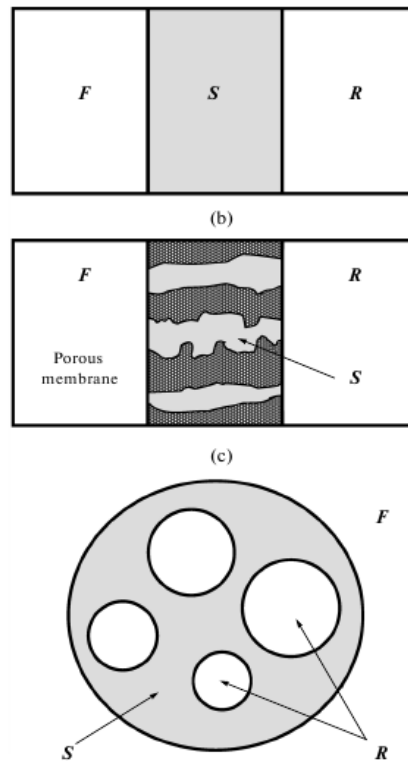 F S R
(b)
F R
Porous
membrane
S
(c)
F
S R